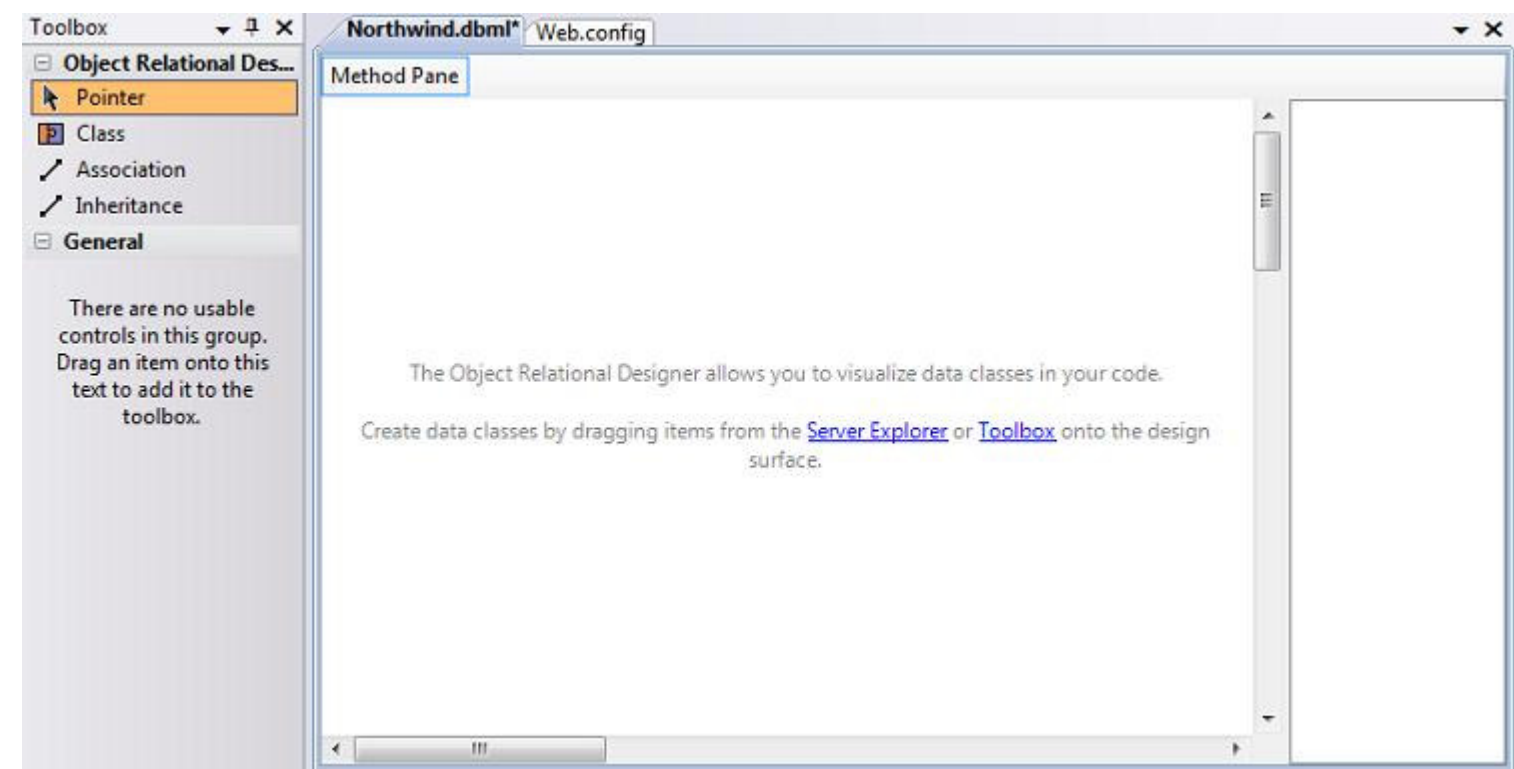 Toolbox
Object Relational Des...
Pointer
Class
Association
Inheritance
General
There are no usable
controls in this group.
Drag an item onto this
text to add it to the
toolbox.
Northwind.dbml* Web.config
Method Pane
The Object Relational Designer allows you to visualize data classes in your code.
Create data classes by dragging items from the Server Explorer or Toolbox onto the design
surface.